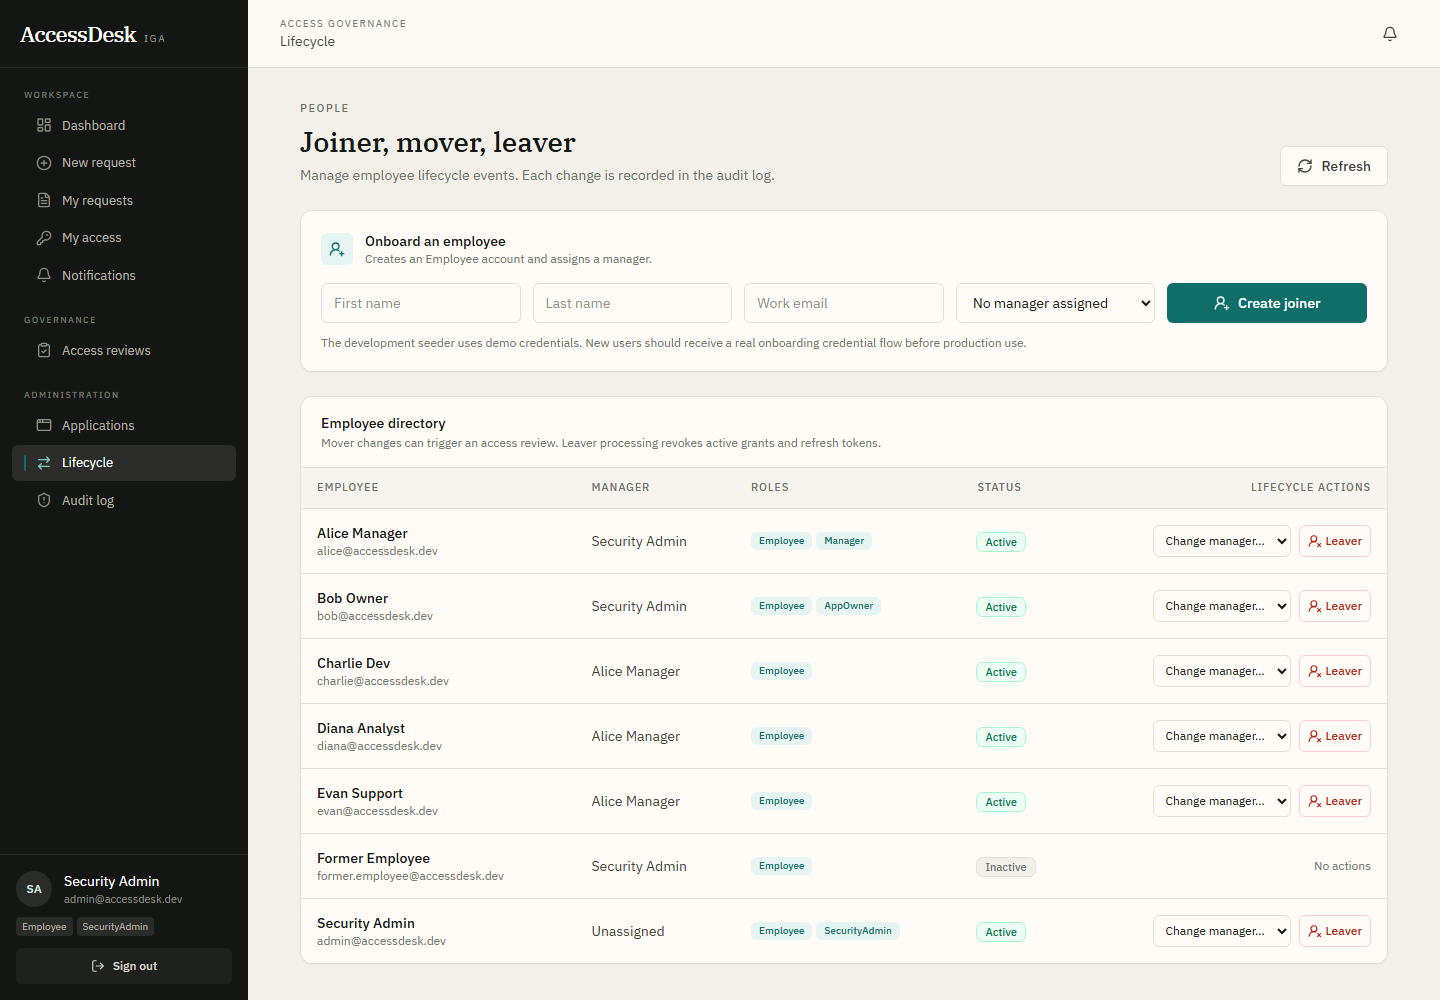 AccessDesk IGA
WORKSPACE
Dashboard
New request
My requests
My access
Notifications
GOVERNANCE
Access reviews
ADMINISTRATION
Applications
Lifecycle
Audit log
SA
Security Admin
admin@accessdesk.dev
Employee SecurityAdmin
Sign out
ACCESS GOVERNANCE
Lifecycle
PEOPLE
Joiner, mover, leaver
Manage employee lifecycle events. Each change is recorded in the audit log.
Refresh
Onboard an employee
Creates an Employee account and assigns a manager.
First name Last name Work email No manager assigned Create joiner
The development seeder uses demo credentials. New users should receive a real onboarding credential flow before production use.
Employee directory
Mover changes can trigger an access review. Leaver processing revokes active grants and refresh tokens.
EMPLOYEE MANAGER ROLES STATUS LIFECYCLE ACTIONS
Alice Manager
alice@accessdesk.dev
Security Admin Employee Manager Active Change manager... Leaver
Bob Owner
bob@accessdesk.dev
Security Admin Employee AppOwner Active Change manager... Leaver
Charlie Dev
charlie@accessdesk.dev
Alice Manager Employee Active Change manager... Leaver
Diana Analyst
diana@accessdesk.dev
Alice Manager Employee Active Change manager... Leaver
Evan Support
evan@accessdesk.dev
Alice Manager Employee Active Change manager... Leaver
Former Employee
former.employee@accessdesk.dev
Security Admin Employee Inactive No actions
Security Admin
admin@accessdesk.dev
Unassigned Employee SecurityAdmin Active Change manager... Leaver